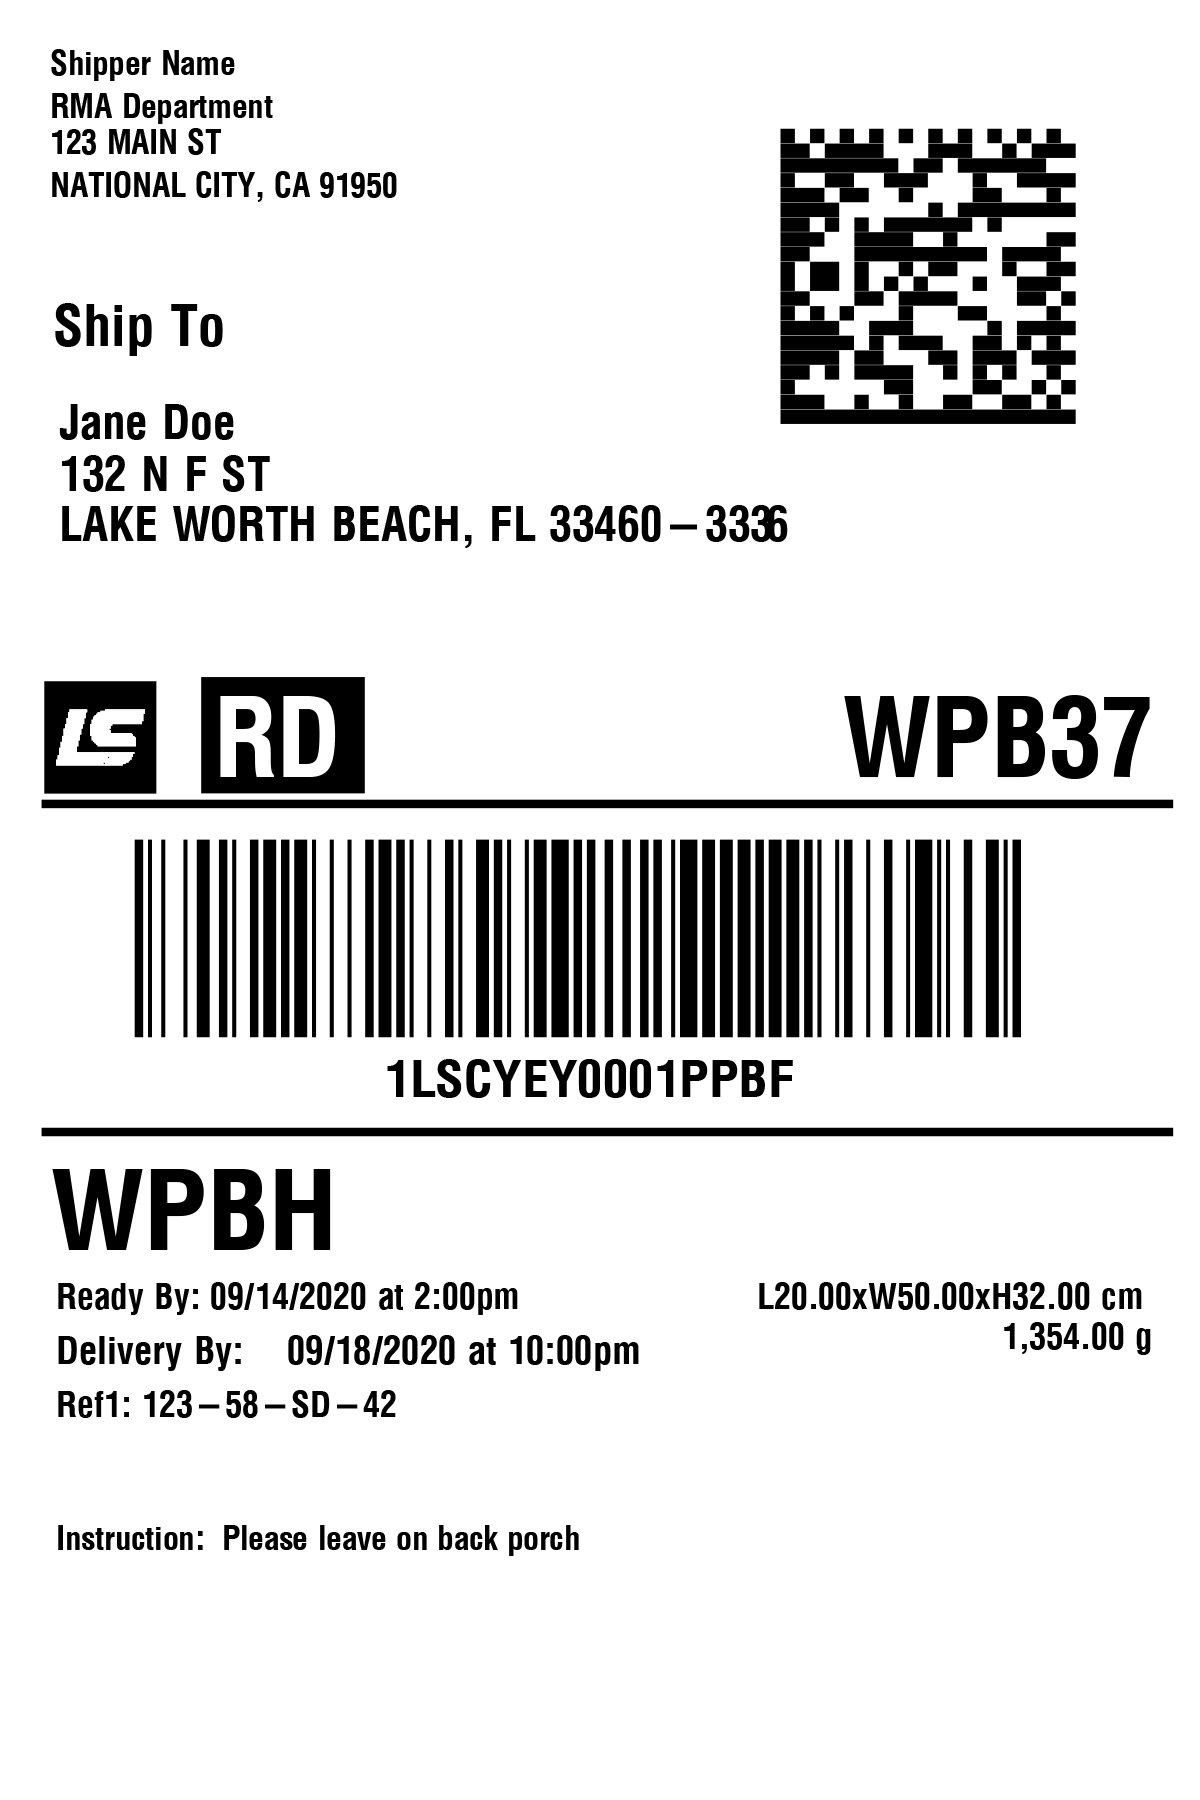 Shipper Name
RMA Department
123 MAIN ST
NATIONAL CITY, CA 91950
Ship To
Jane Doe
132 N F ST
LAKE WORTH BEACH, FL 33460-3336
LS RD WPB37
1LSCYEY0001PPBF
WPBH
Ready By: 09/14/2020 at 2:00pm
L20.00xW50.00xH32.00 cm
1,354.00 g
Delivery By: 09/18/2020 at 10:00pm
Ref1: 123-58-SD-42
Instruction: Please leave on back porch